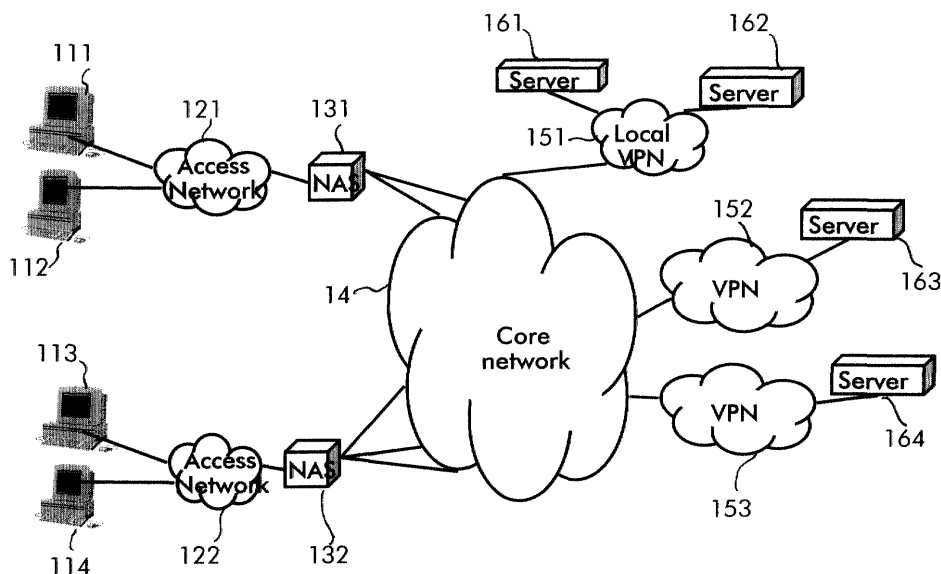 161
162
111
Server
Server
121
131
151
Local
VPN
Access
Network
NAS
152
Server
112
14
VPN
163
Core
network
113
Server
VPN
164
Access
Network
NAS
153
114
122
132